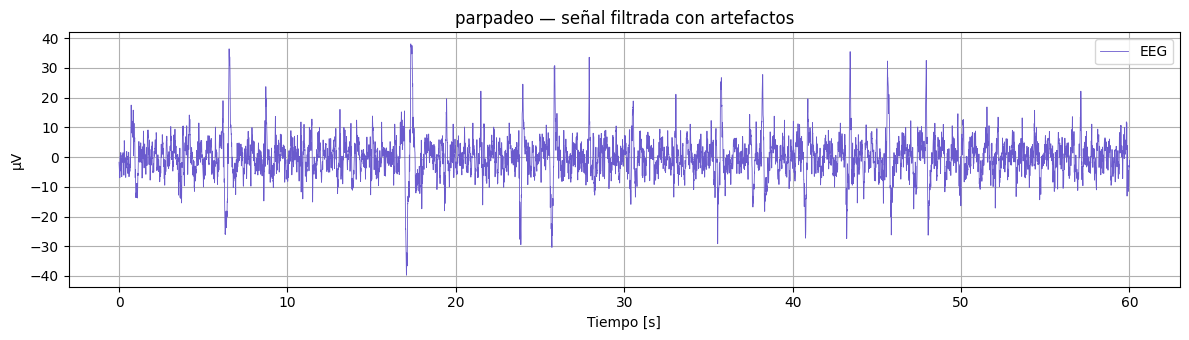 parpadeo — señal filtrada con artefactos
EEG
40
30
20
10
0
−10
−20
−30
−40
µV
0 10 20 30 40 50 60
Tiempo [s]